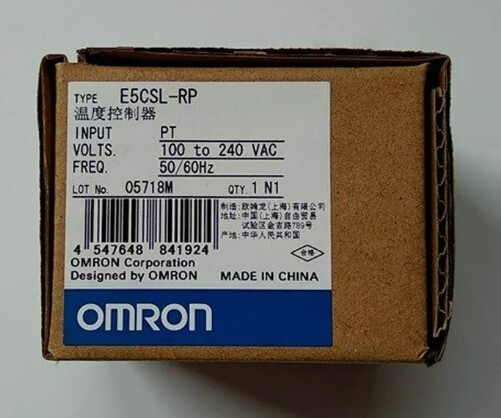 TYPE E5CSL-RP
温度控制器
INPUT PT
VOLTS. 100 to 240 VAC
FREQ. 50/60Hz
LOT No. 05718M QTY. 1 N1
制造: 欧姆龙(上海)有限公司
地址: 中国(上海)自由贸易
试验区金吉路789号
产地: 中华人民共和国
合格
4 547648 841924
OMRON Corporation
Designed by OMRON
MADE IN CHINA
OMRON